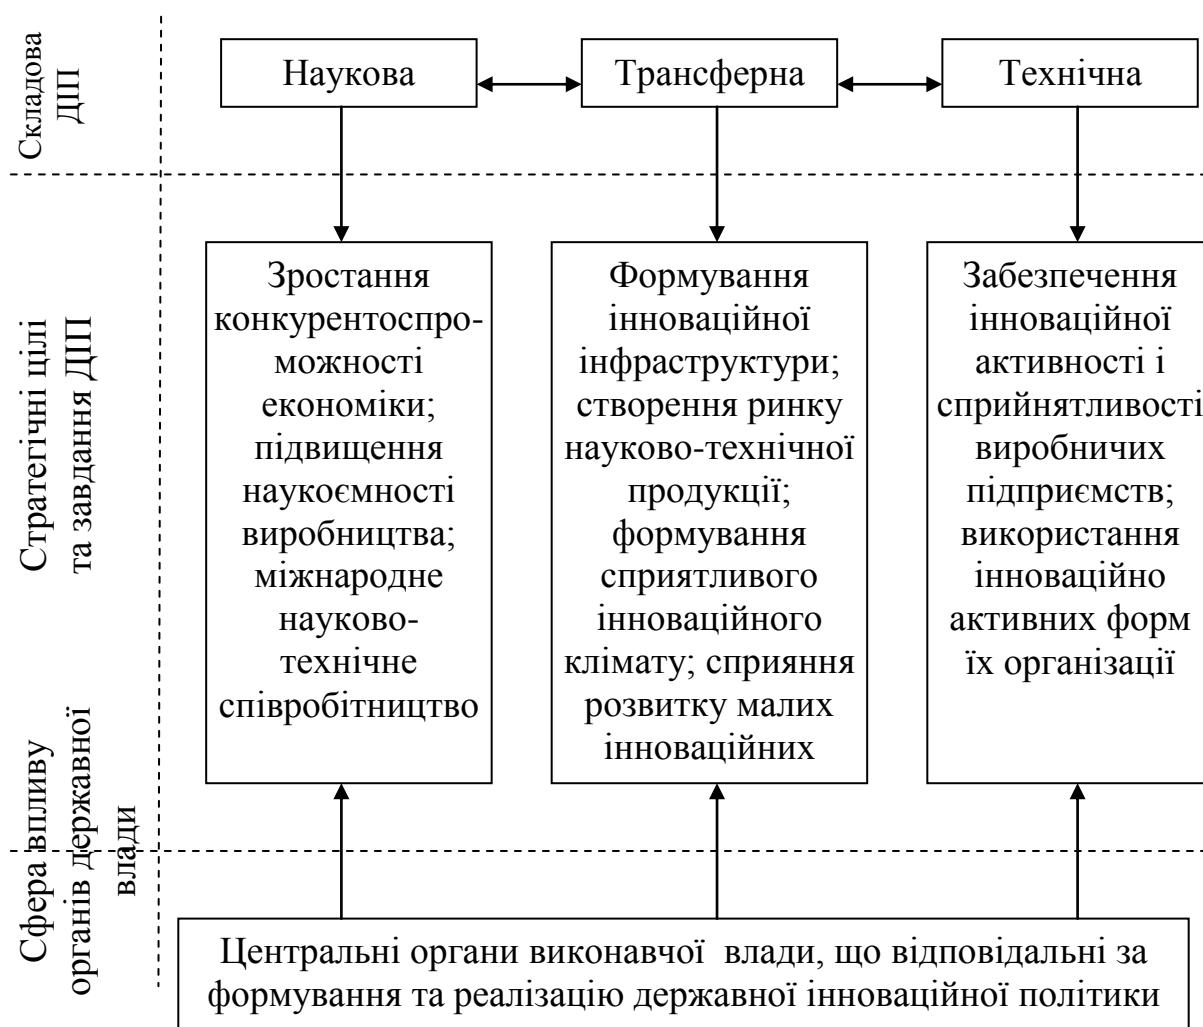 Складова
ДІП
Наукова
Трансферна
Технічна
Стратегічні цілі
та завдання ДІП
Зростання
конкурентоспро-
можності
економіки;
підвищення
наукоємності
виробництва;
міжнародне
науково-
технічне
співробітництво
Формування
інноваційної
інфраструктури;
створення ринку
науково-технічної
продукції;
формування
сприятливого
інноваційного
клімату; сприяння
розвитку малих
інноваційних
Забезпечення
інноваційної
активності і
сприйнятливості
виробничих
підприємств;
використання
інноваційно
активних форм
їх організації
Сфера впливу
органів державної
влади
Центральні органи виконавчої  влади, що відповідальні за
формування та реалізацію державної інноваційної політики